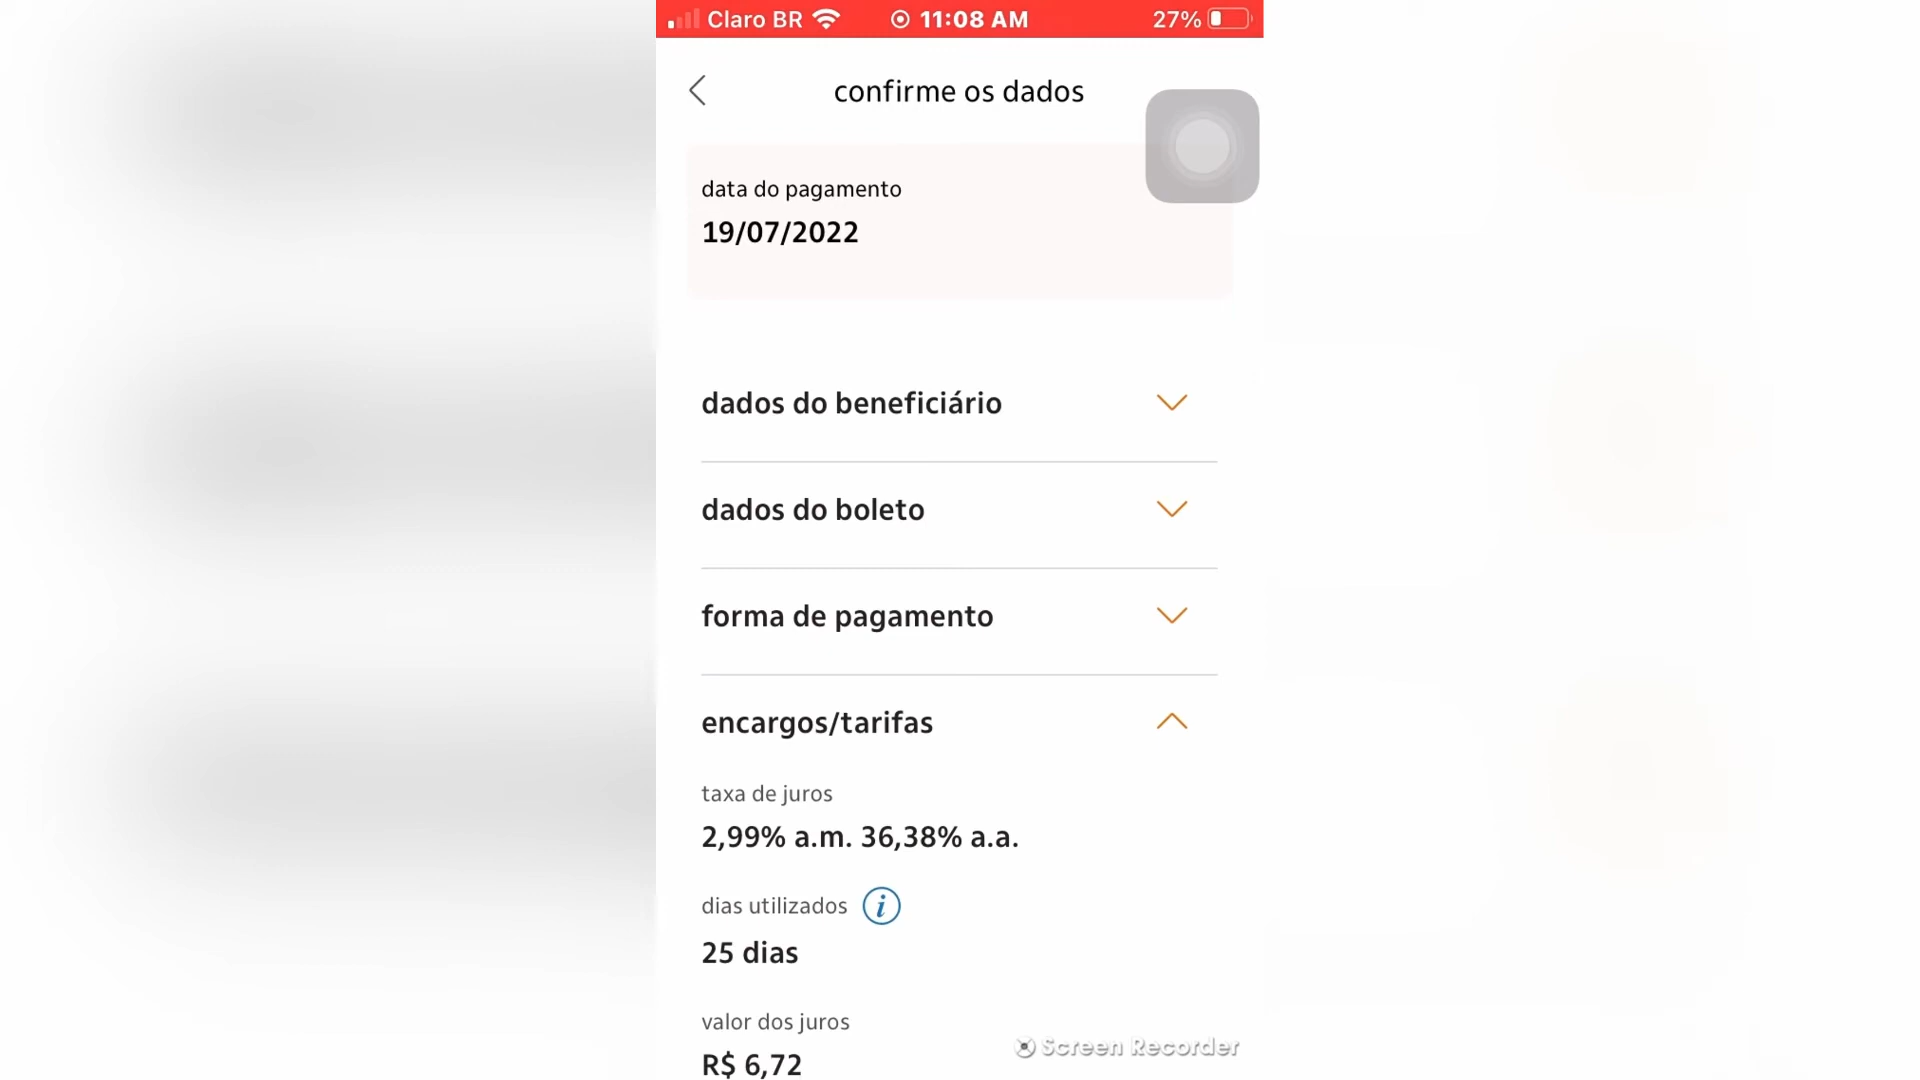 Claro BR 11:08 AM 27%
confirme os dados
data do pagamento
19/07/2022
dados do beneficiário
dados do boleto
forma de pagamento
encargos/tarifas
taxa de juros
2,99% a.m. 36,38% a.a.
dias utilizados i
25 dias
valor dos juros
R$ 6,72
Screen Recorder